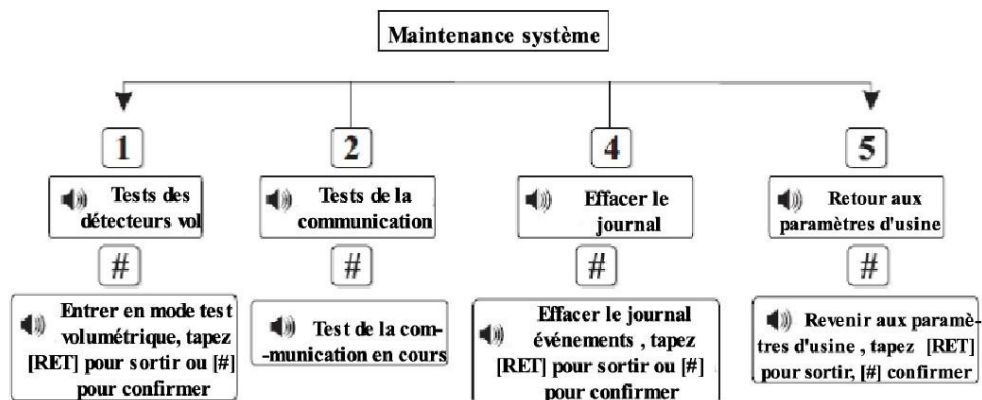 Maintenance système
1
2
4
5
Tests des
détecteurs vol
Tests de la
communication
Effacer le
journal
Retour aux
paramètres d'usine
#
#
#
#
Entrer en mode test
volumétrique, tapez
[RET] pour sortir ou [#]
pour confirmer
Test de la com-
-munication en cours
Effacer le journal
événements , tapez
[RET] pour sortir ou [#]
pour confirmer
Revenir aux paramè-
tres d'usine , tapez [RET]
pour sortir, [#] confirmer